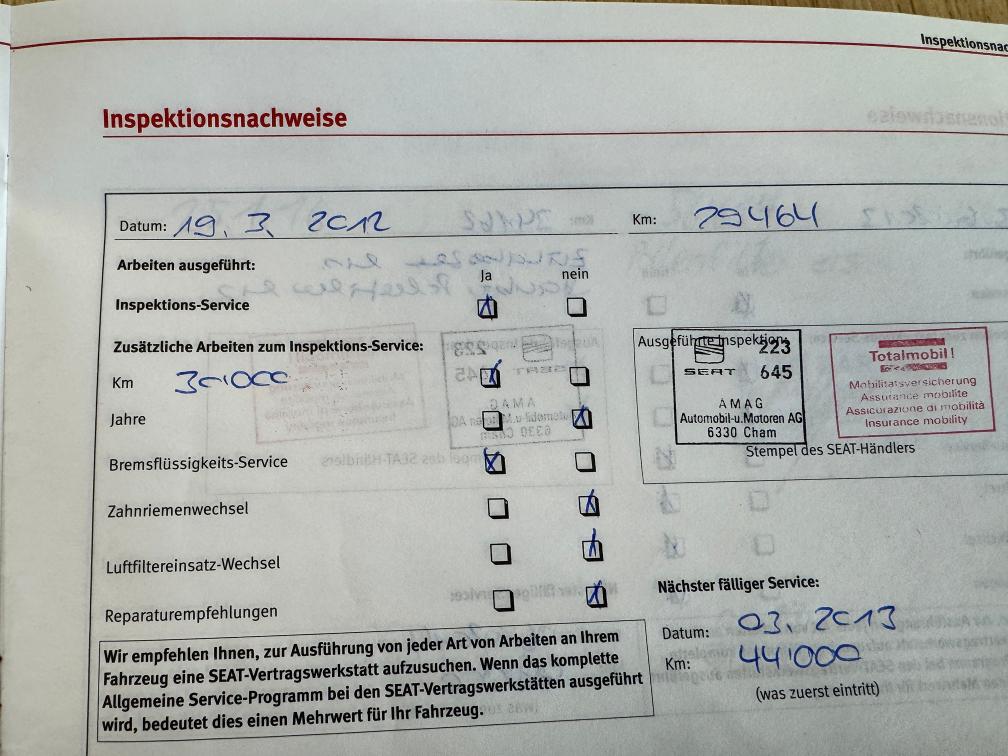 Inspektionsnac
Inspektionsnachweise
Datum: 19. 3. 2012 Km: 29464
Arbeiten ausgeführt:
Ja nein
Inspektions-Service
Zusätzliche Arbeiten zum Inspektions-Service:
Km 30'000
Jahre
Bremsflüssigkeits-Service
Zahnriemenwechsel
Luftfiltereinsatz-Wechsel
Reparaturempfehlungen
Wir empfehlen Ihnen, zur Ausführung von jeder Art von Arbeiten an Ihrem
Fahrzeug eine SEAT-Vertragswerkstatt aufzusuchen. Wenn das komplette
Allgemeine Service-Programm bei den SEAT-Vertragswerkstätten ausgeführt
wird, bedeutet dies einen Mehrwert für Ihr Fahrzeug.
Ausgeführte Inspektion:
223
SEAT 645
AMAG
Automobil-u.Motoren AG
6330 Cham
Totalmobil!
Mobilitätsversicherung
Assurance mobilité
Assicurazione di mobilità
Insurance mobility
Stempel des SEAT-Händlers
Nächster fälliger Service:
Datum: 03. 2013
Km: 44'000
(was zuerst eintritt)